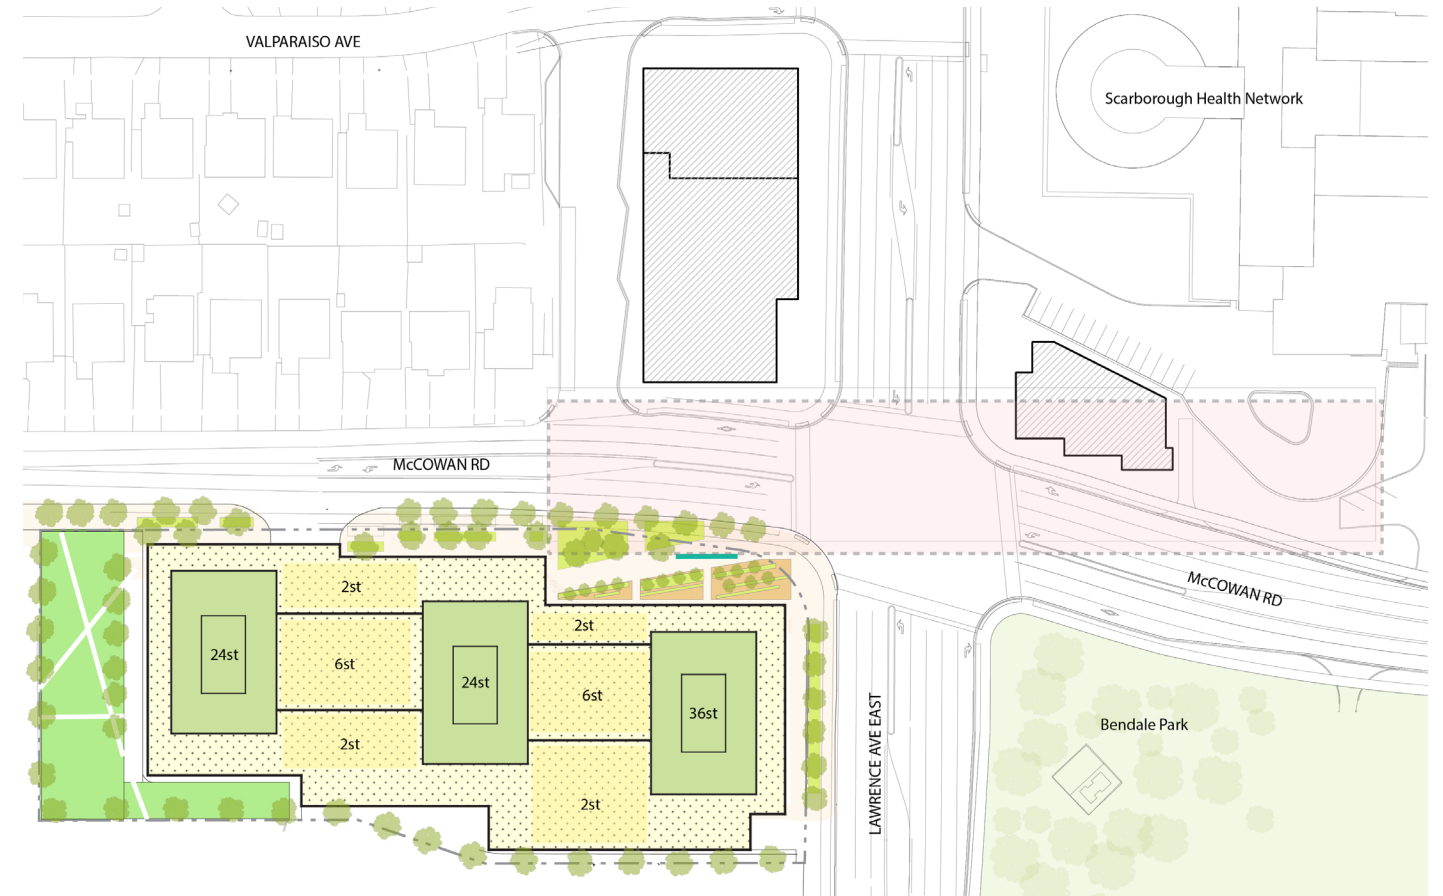 VALPARAISO AVE
Scarborough Health Network
McCOWAN RD
McCOWAN RD
2st
2st
24st
6st
24st
6st
36st
2st
2st
LAWRENCE AVE EAST
Bendale Park